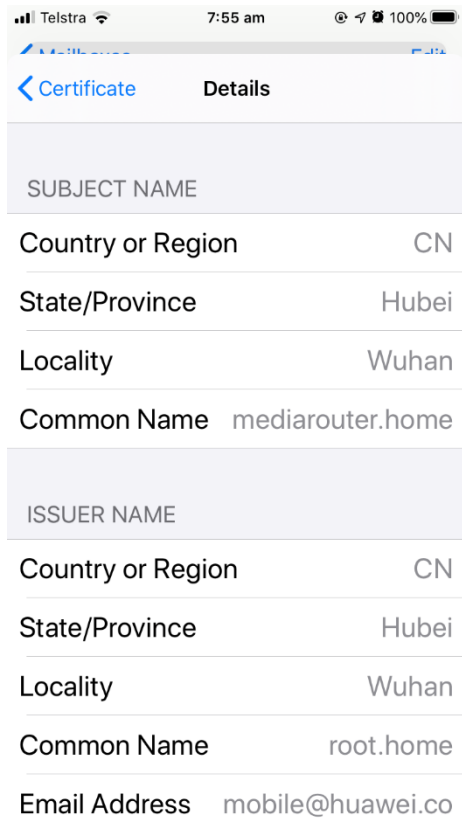 Telstra 7:55 am 100%
Mailboxes Edit
Certificate Details
SUBJECT NAME
Country or Region CN
State/Province Hubei
Locality Wuhan
Common Name mediarouter.home
ISSUER NAME
Country or Region CN
State/Province Hubei
Locality Wuhan
Common Name root.home
Email Address mobile@huawei.co